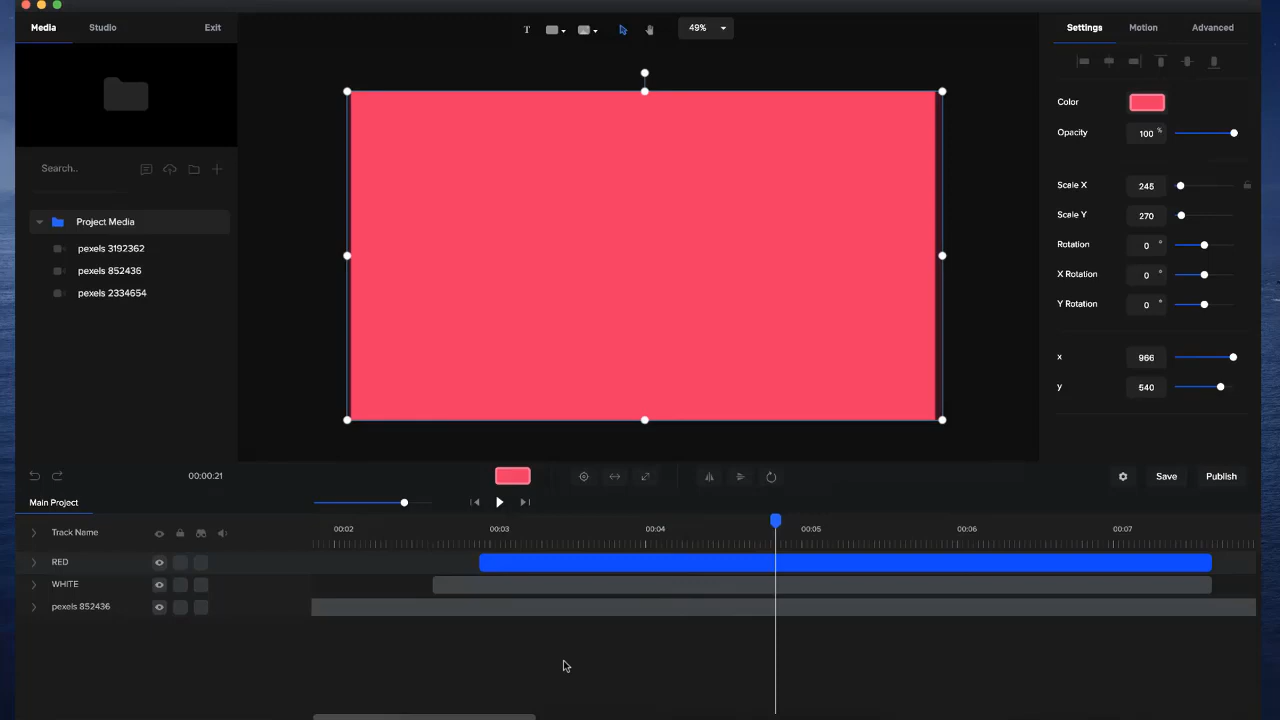 Media Studio Exit
T 49%
Settings Motion Advanced
Search..
Project Media
pexels 3192362
pexels 852436
pexels 2334654
Color
Opacity 100 %
Scale X 245
Scale Y 270
Rotation 0 °
X Rotation 0 °
Y Rotation 0 °
x 966
y 540
00:00:21
Save Publish
Main Project
Track Name 00:02 00:03 00:04 00:05 00:06 00:07
RED
WHITE
pexels 852436